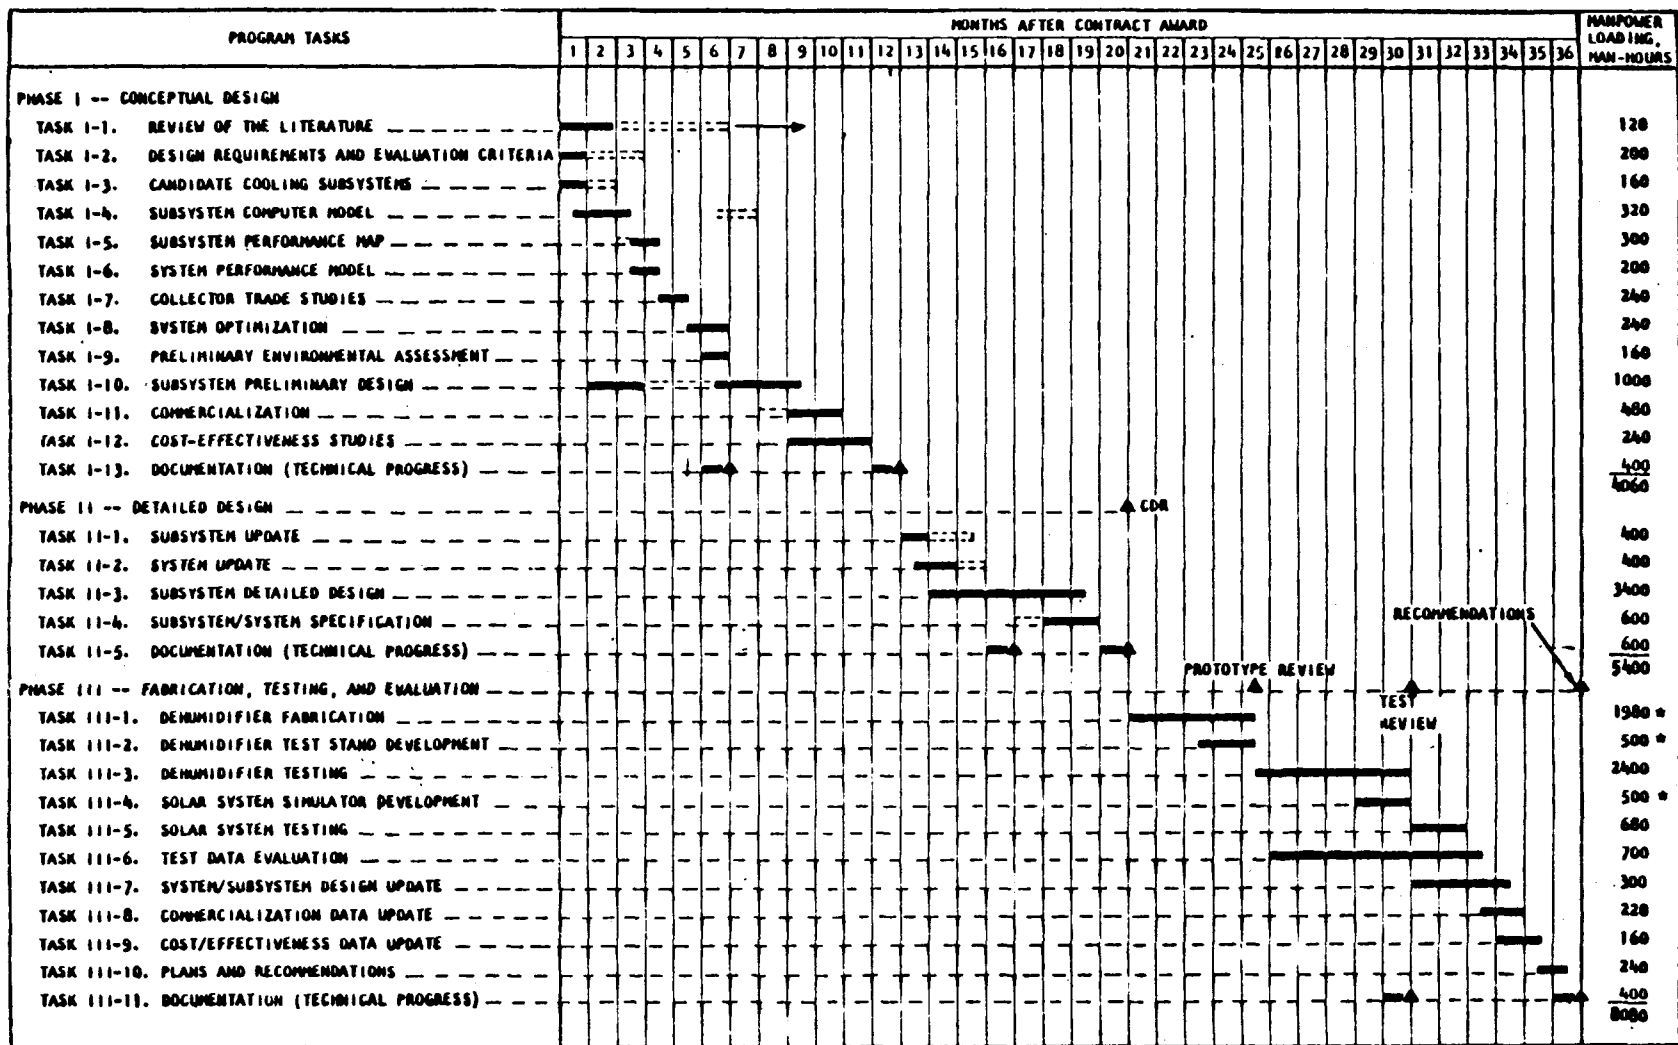 PROGRAM TASKS
MONTHS AFTER CONTRACT AWARD
MANPOWER LOADING, MAN-HOURS
1 2 3 4 5 6 7 8 9 10 11 12 13 14 15 16 17 18 19 20 21 22 23 24 25 26 27 28 29 30 31 32 33 34 35 36
PHASE I -- CONCEPTUAL DESIGN
TASK I-1. REVIEW OF THE LITERATURE 120
TASK I-2. DESIGN REQUIREMENTS AND EVALUATION CRITERIA 200
TASK I-3. CANDIDATE COOLING SUBSYSTEMS 160
TASK I-4. SUBSYSTEM COMPUTER MODEL 320
TASK I-5. SUBSYSTEM PERFORMANCE MAP 300
TASK I-6. SYSTEM PERFORMANCE MODEL 200
TASK I-7. COLLECTOR TRADE STUDIES 240
TASK I-8. SYSTEM OPTIMIZATION 240
TASK I-9. PRELIMINARY ENVIRONMENTAL ASSESSMENT 160
TASK I-10. SUBSYSTEM PRELIMINARY DESIGN 1000
TASK I-11. COMMERCIALIZATION 480
TASK I-12. COST-EFFECTIVENESS STUDIES 240
TASK I-13. DOCUMENTATION (TECHNICAL PROGRESS) 400
4060
PHASE II -- DETAILED DESIGN CDR
TASK II-1. SUBSYSTEM UPDATE 400
TASK II-2. SYSTEM UPDATE 400
TASK II-3. SUBSYSTEM DETAILED DESIGN 3400
RECOMMENDATIONS
TASK II-4. SUBSYSTEM/SYSTEM SPECIFICATION 600
TASK II-5. DOCUMENTATION (TECHNICAL PROGRESS) 600
5400
PROTOTYPE REVIEW
PHASE III -- FABRICATION, TESTING, AND EVALUATION
TEST REVIEW
TASK III-1. DEHUMIDIFIER FABRICATION 1980 *
TASK III-2. DEHUMIDIFIER TEST STAND DEVELOPMENT 500 *
TASK III-3. DEHUMIDIFIER TESTING 2400
TASK III-4. SOLAR SYSTEM SIMULATOR DEVELOPMENT 500 *
TASK III-5. SOLAR SYSTEM TESTING 680
TASK III-6. TEST DATA EVALUATION 700
TASK III-7. SYSTEM/SUBSYSTEM DESIGN UPDATE 300
TASK III-8. COMMERCIALIZATION DATA UPDATE 220
TASK III-9. COST/EFFECTIVENESS DATA UPDATE 160
TASK III-10. PLANS AND RECOMMENDATIONS 240
TASK III-11. DOCUMENTATION (TECHNICAL PROGRESS) 400
8080